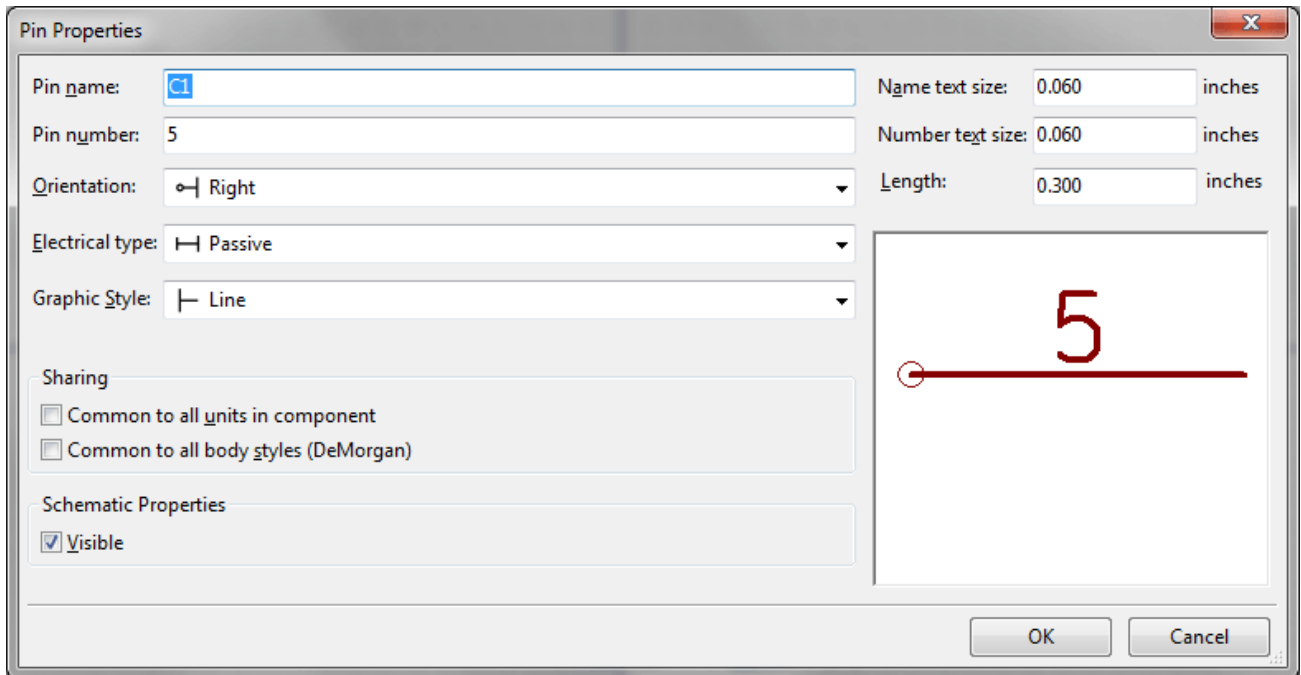 Pin Properties
Pin name: C1
Name text size: 0.060 inches
Pin number: 5
Number text size: 0.060 inches
Orientation: Right
Length: 0.300 inches
Electrical type: Passive
Graphic Style: Line
5
Sharing
Common to all units in component
Common to all body styles (DeMorgan)
Schematic Properties
Visible
OK
Cancel